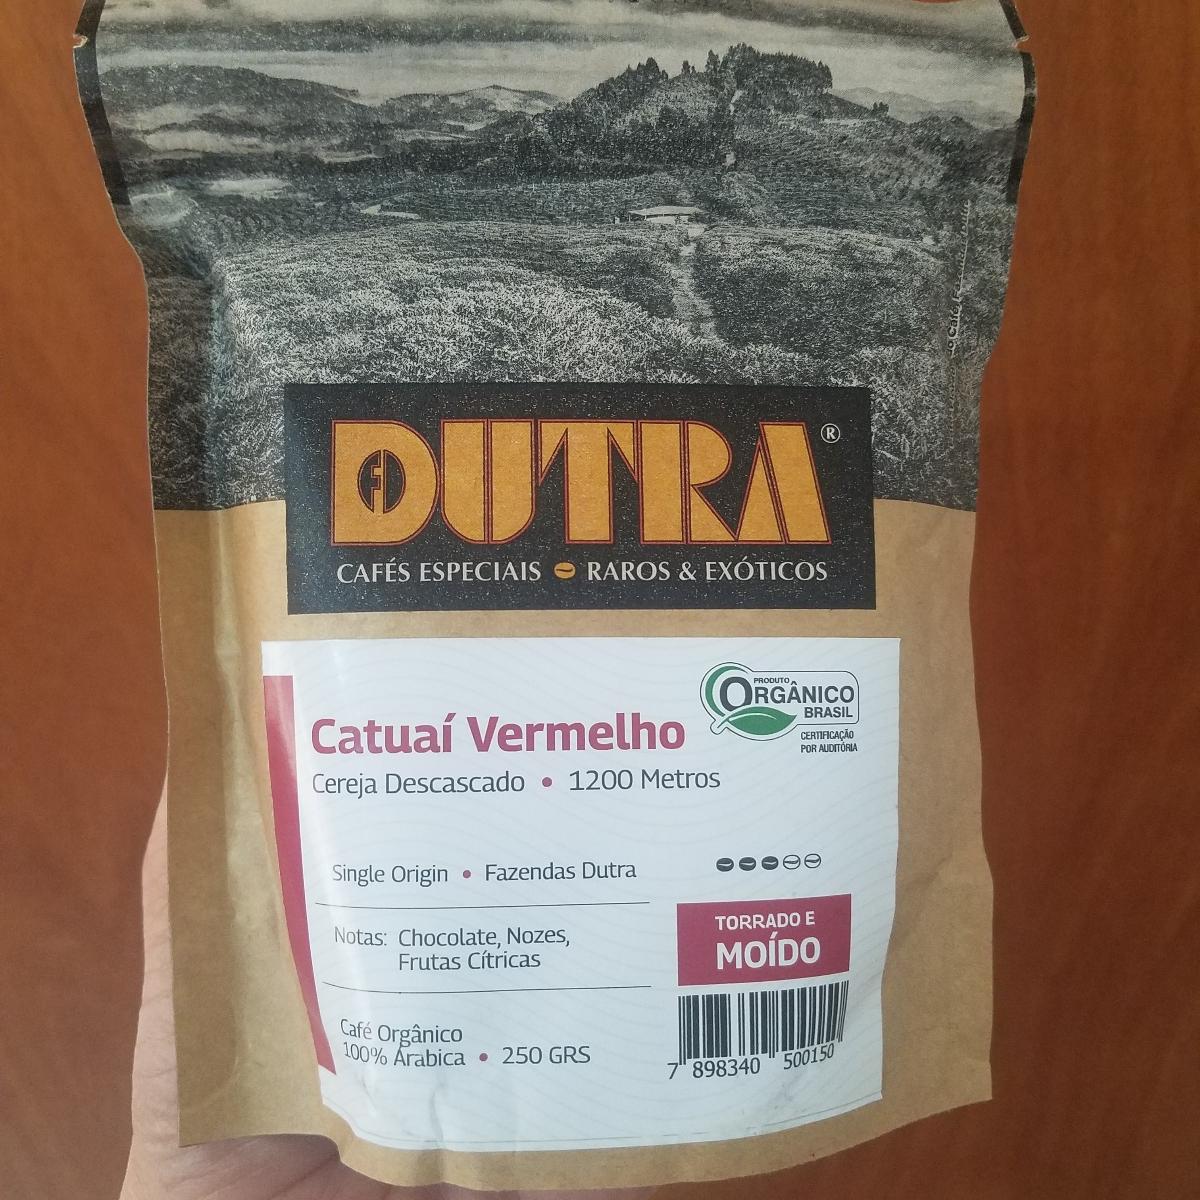 DUTRA®
CAFÉS ESPECIAIS RAROS & EXÓTICOS
PRODUTO
ORGÂNICO
BRASIL
CERTIFICAÇÃO
POR AUDITÓRIA
Catuaí Vermelho
Cereja Descascado • 1200 Metros
Single Origin • Fazendas Dutra
Notas: Chocolate, Nozes,
Frutas Cítricas
Café Orgânico
100% Arabica • 250 GRS
TORRADO E
MOÍDO
7 898340 500150